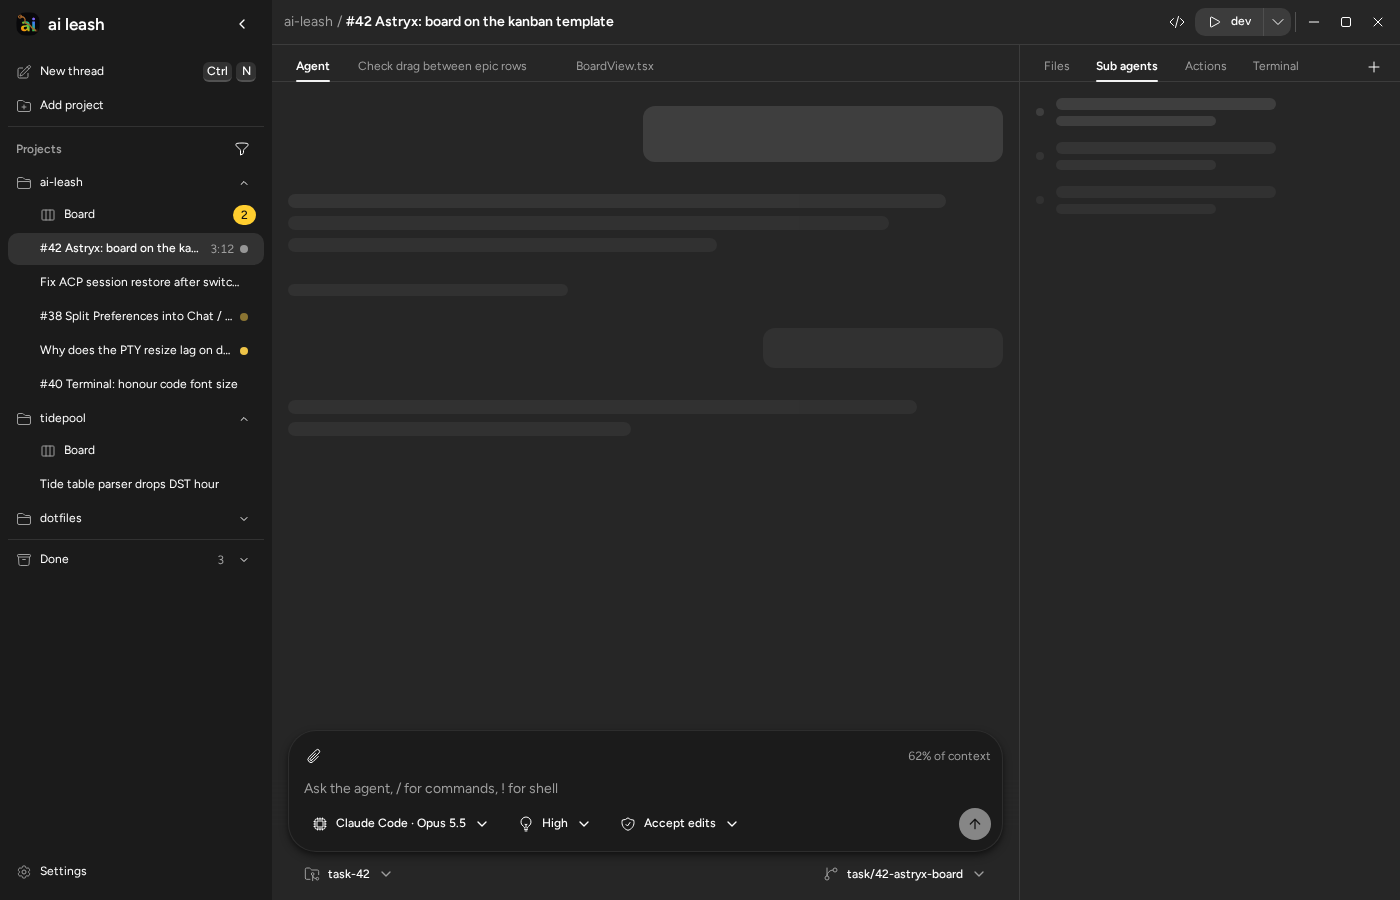 ai leash
New thread Ctrl N
Add project
Projects
ai-leash
Board 2
#42 Astryx: board on the ka... 3:12
Fix ACP session restore after switc...
#38 Split Preferences into Chat / ...
Why does the PTY resize lag on d...
#40 Terminal: honour code font size
tidepool
Board
Tide table parser drops DST hour
dotfiles
Done 3
Settings
ai-leash / #42 Astryx: board on the kanban template
dev
Agent Check drag between epic rows BoardView.tsx
Files Sub agents Actions Terminal
62% of context
Ask the agent, / for commands, ! for shell
Claude Code · Opus 5.5 High Accept edits
task-42 task/42-astryx-board